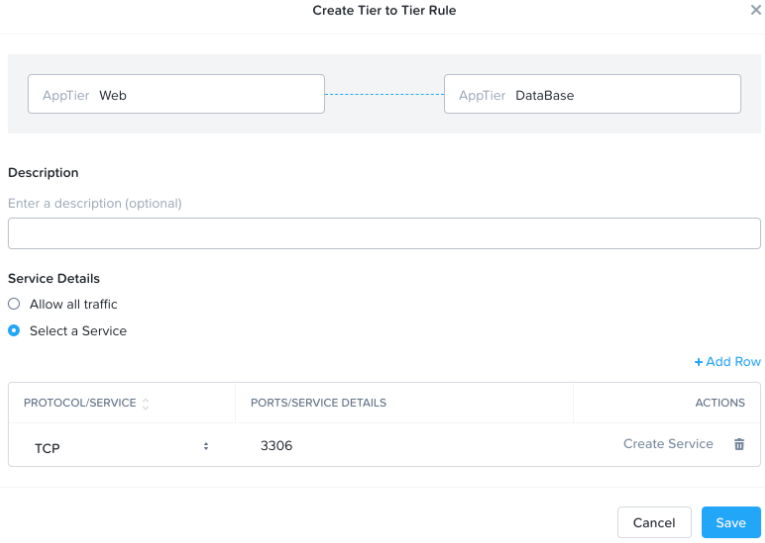 Create Tier to Tier Rule
AppTier Web
AppTier DataBase
Description
Enter a description (optional)
Service Details
Allow all traffic
Select a Service
+ Add Row
PROTOCOL/SERVICE PORTS/SERVICE DETAILS ACTIONS
TCP 3306 Create Service
Cancel Save